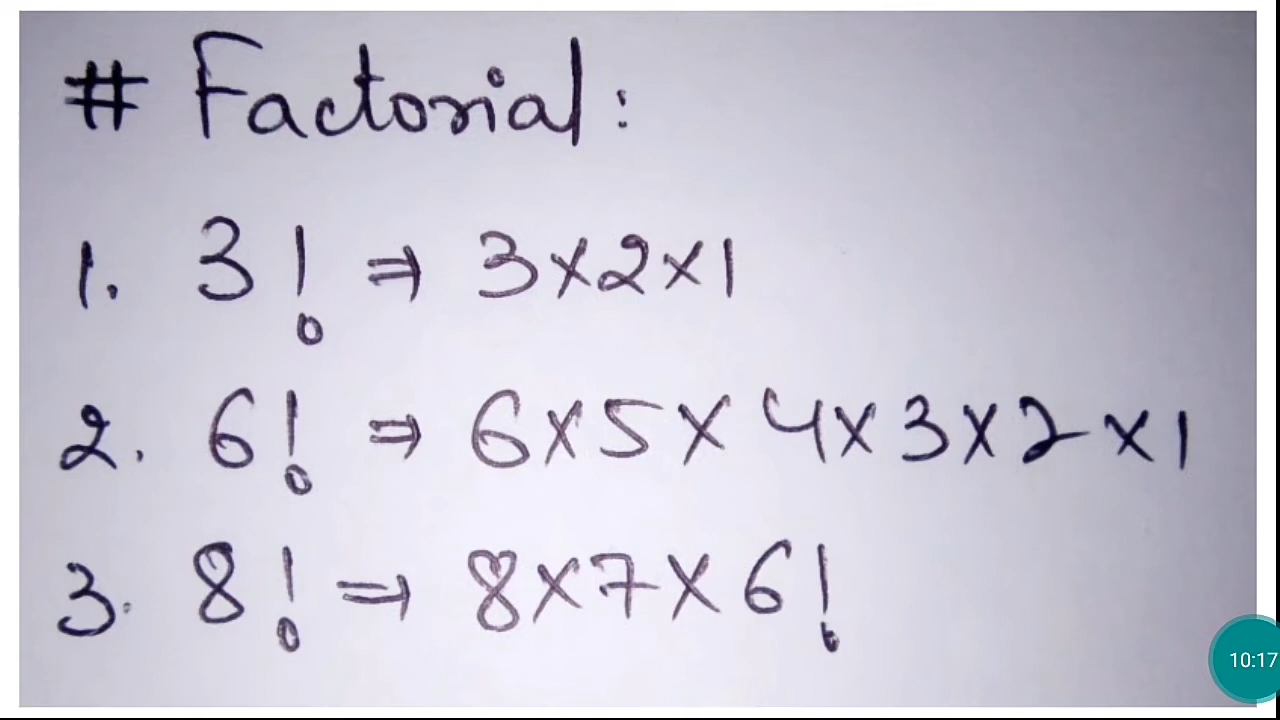 # Factorial:
1. 3! ⇒ 3×2×1
2. 6! ⇒ 6×5×4×3×2×1
3. 8! ⇒ 8×7×6!
10:17